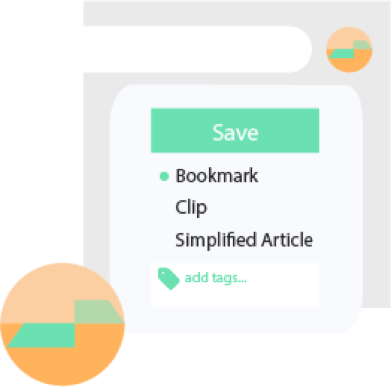 Save
Bookmark
Clip
Simplified Article
add tags...